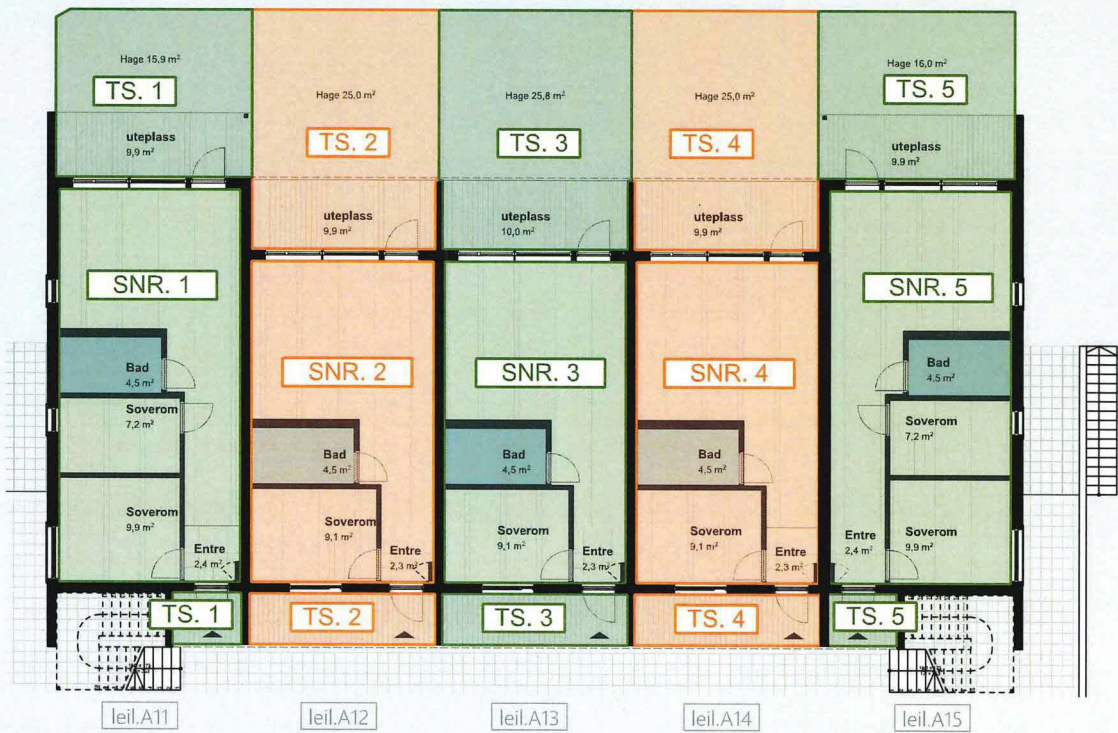 Hage 15,9 m²
TS. 1
uteplass
9,9 m²
SNR. 1
Bad
4,5 m²
Soverom
7,2 m²
Soverom
9,9 m²
Entre
2,4 m²
TS. 1
leil.A11
Hage 25,0 m²
TS. 2
uteplass
9,9 m²
SNR. 2
Bad
4,5 m²
Soverom
9,1 m²
Entre
2,3 m²
TS. 2
leil.A12
Hage 25,8 m²
TS. 3
uteplass
10,0 m²
SNR. 3
Bad
4,5 m²
Soverom
9,1 m²
Entre
2,3 m²
TS. 3
leil.A13
Hage 25,0 m²
TS. 4
uteplass
9,9 m²
SNR. 4
Bad
4,5 m²
Soverom
9,1 m²
Entre
2,3 m²
TS. 4
leil.A14
Hage 16,0 m²
TS. 5
uteplass
9,9 m²
SNR. 5
Bad
4,5 m²
Soverom
7,2 m²
Soverom
9,9 m²
Entre
2,4 m²
TS. 5
leil.A15